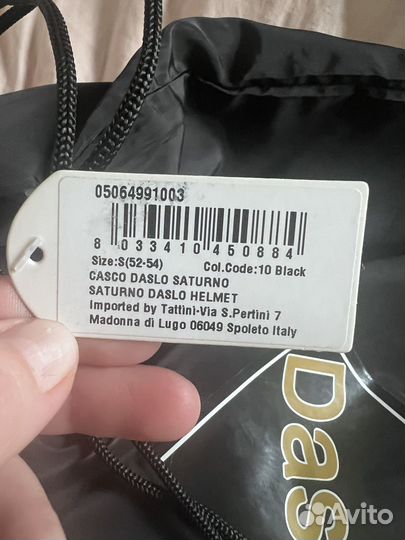 05064991003
8 033410 450884
Size:S(52-54) Col.Code:10 Black
CASCO DASLO SATURNO
SATURNO DASLO HELMET
Imported by Tattini-Via S.Pertini 7
Madonna di Lugo 06049 Spoleto Italy
Das
Avito